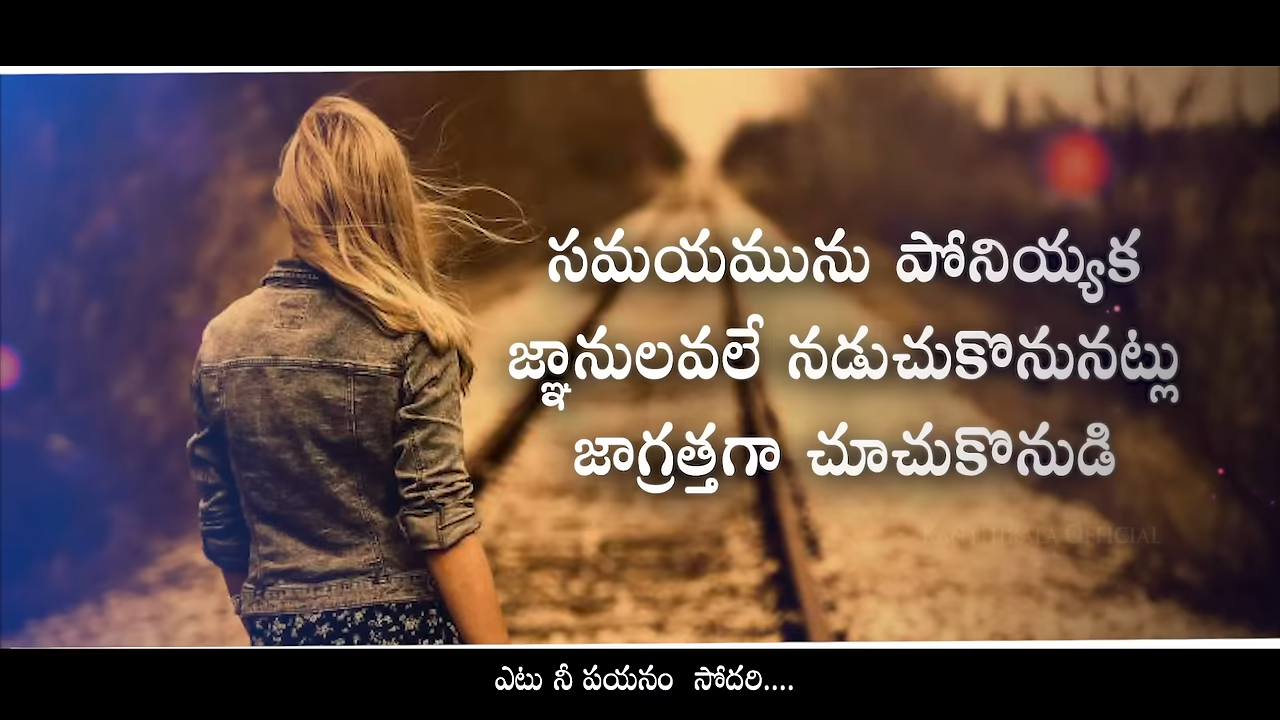 సమయమును పోనియ్యక
జ్ఞానులవలే నడుచుకొనునట్లు
జాగ్రత్తగా చూచుకొనుడి
ఎటు నీ పయనం సోదరి....